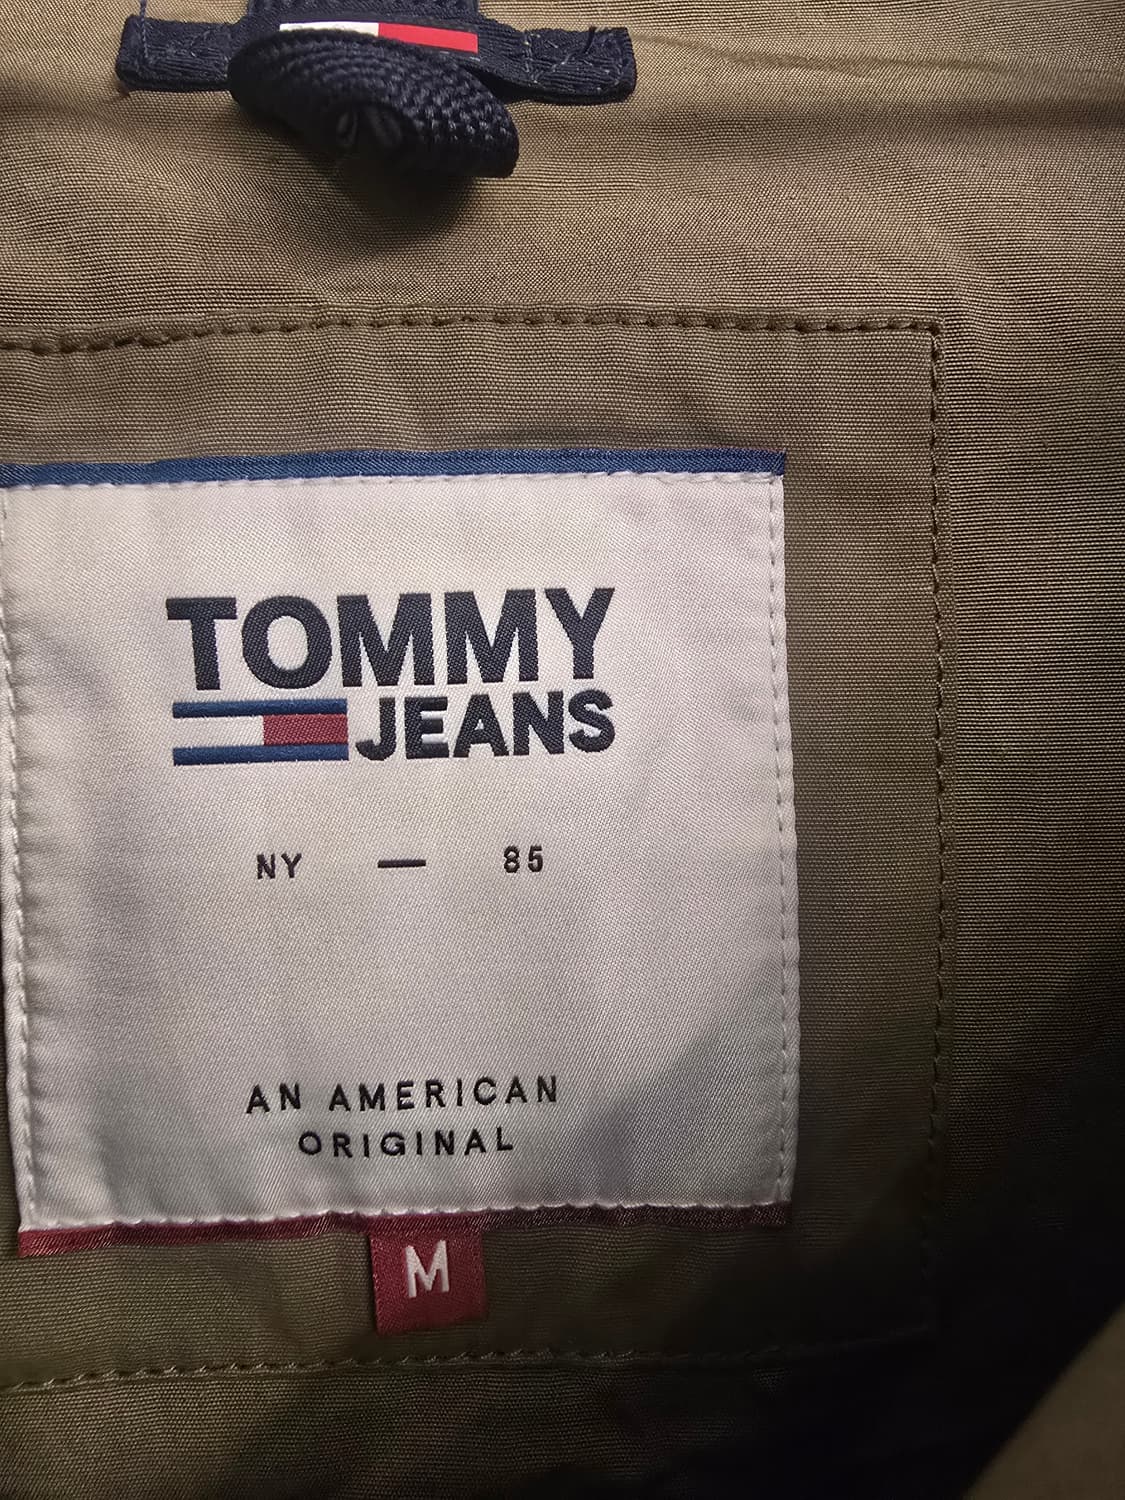 TOMMY
JEANS
NY — 85
AN AMERICAN
ORIGINAL
M